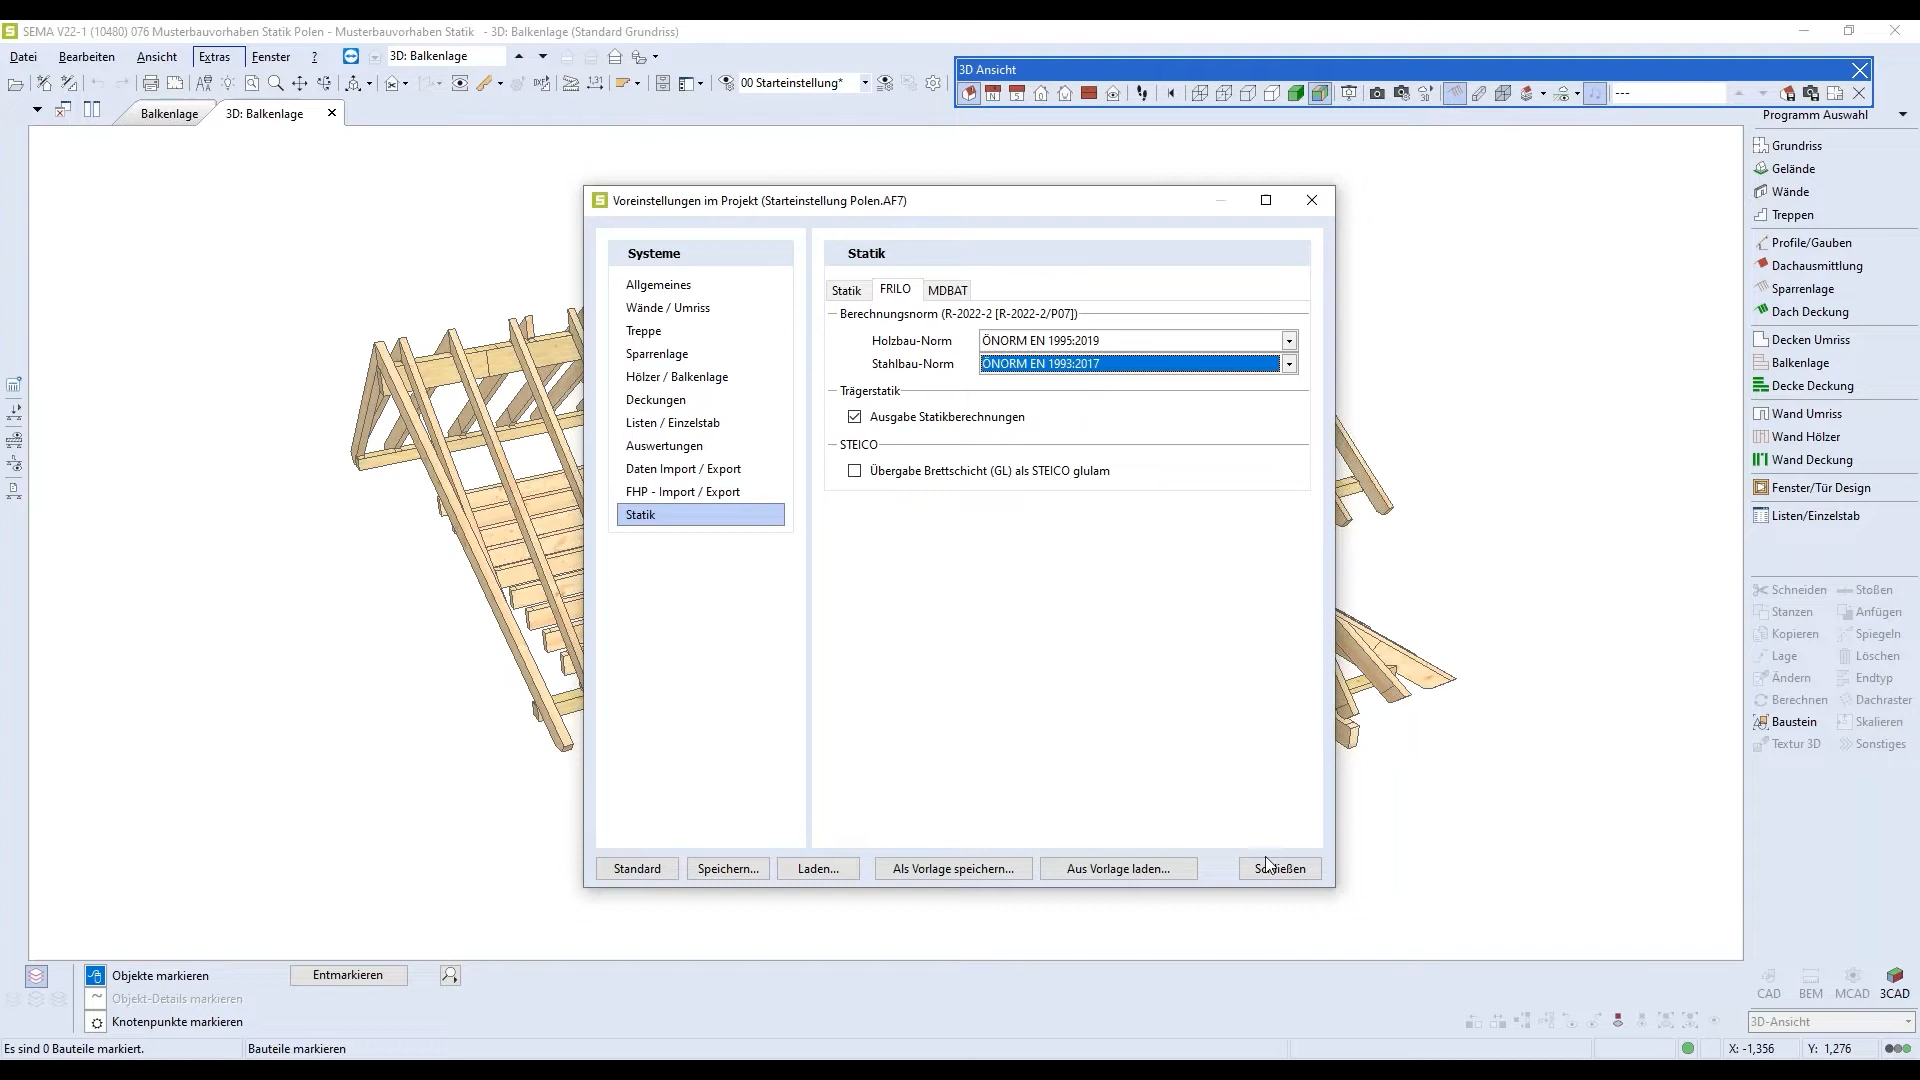 SEMA V22-1 (10480) 076 Musterbauvorhaben Statik Polen - Musterbauvorhaben Statik - 3D: Balkenlage (Standard Grundriss)
Datei Bearbeiten Ansicht Extras Fenster ? 3D: Balkenlage
3D Ansicht
00 Starteinstellung*
---
Balkenlage
3D: Balkenlage
Programm Auswahl
Grundriss
Gelände
Wände
Treppen
Profile/Gauben
Dachausmittlung
Sparrenlage
Dach Deckung
Decken Umriss
Balkenlage
Decke Deckung
Wand Umriss
Wand Hölzer
Wand Deckung
Fenster/Tür Design
Listen/Einzelstab
Schneiden Stoßen
Stanzen Anfügen
Kopieren Spiegeln
Lage Löschen
Ändern Endtyp
Berechnen Dachraster
Baustein Skalieren
Textur 3D Sonstiges
Voreinstellungen im Projekt (Starteinstellung Polen.AF7)
Systeme
Allgemeines
Wände / Umriss
Treppe
Sparrenlage
Hölzer / Balkenlage
Deckungen
Listen / Einzelstab
Auswertungen
Daten Import / Export
FHP - Import / Export
Statik
Statik
Statik FRILO MDBAT
Berechnungsnorm (R-2022-2 [R-2022-2/P07])
Holzbau-Norm ÖNORM EN 1995:2019
Stahlbau-Norm ÖNORM EN 1993:2017
Trägerstatik
Ausgabe Statikberechnungen
STEICO
Übergabe Brettschicht (GL) als STEICO glulam
Standard Speichern... Laden... Als Vorlage speichern... Aus Vorlage laden... Schließen
Objekte markieren Entmarkieren
Objekt-Details markieren
Knotenpunkte markieren
CAD BEM MCAD 3CAD
3D-Ansicht
Es sind 0 Bauteile markiert. Bauteile markieren X: -1,356 Y: 1,276